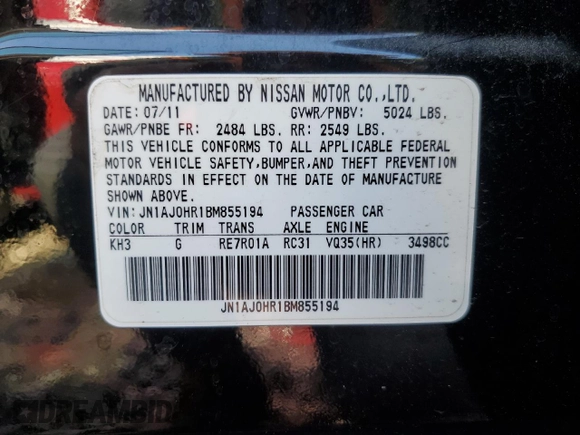 MANUFACTURED BY NISSAN MOTOR CO.,LTD.
DATE: 07/11 GVWR/PNBV: 5024 LBS.
GAWR/PNBE FR: 2484 LBS. RR: 2549 LBS.
THIS VEHICLE CONFORMS TO ALL APPLICABLE FEDERAL
MOTOR VEHICLE SAFETY,BUMPER,AND THEFT PREVENTION
STANDARDS IN EFFECT ON THE DATE OF MANUFACTURE
SHOWN ABOVE.
VIN: JN1AJ0HR1BM855194 PASSENGER CAR
COLOR TRIM TRANS AXLE ENGINE
KH3 G RE7R01A RC31 VQ35(HR) 3498CC
JN1AJ0HR1BM855194
DREAMBID